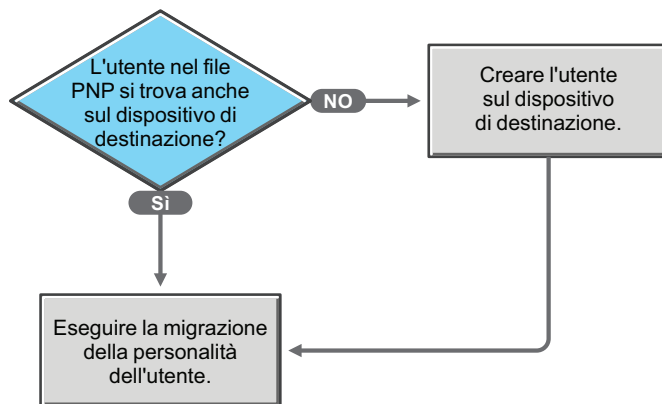 L'utente nel file
PNP si trova anche
sul dispositivo di
destinazione?
NO
Creare l'utente
sul dispositivo
di destinazione.
Sì
Eseguire la migrazione
della personalità
dell'utente.